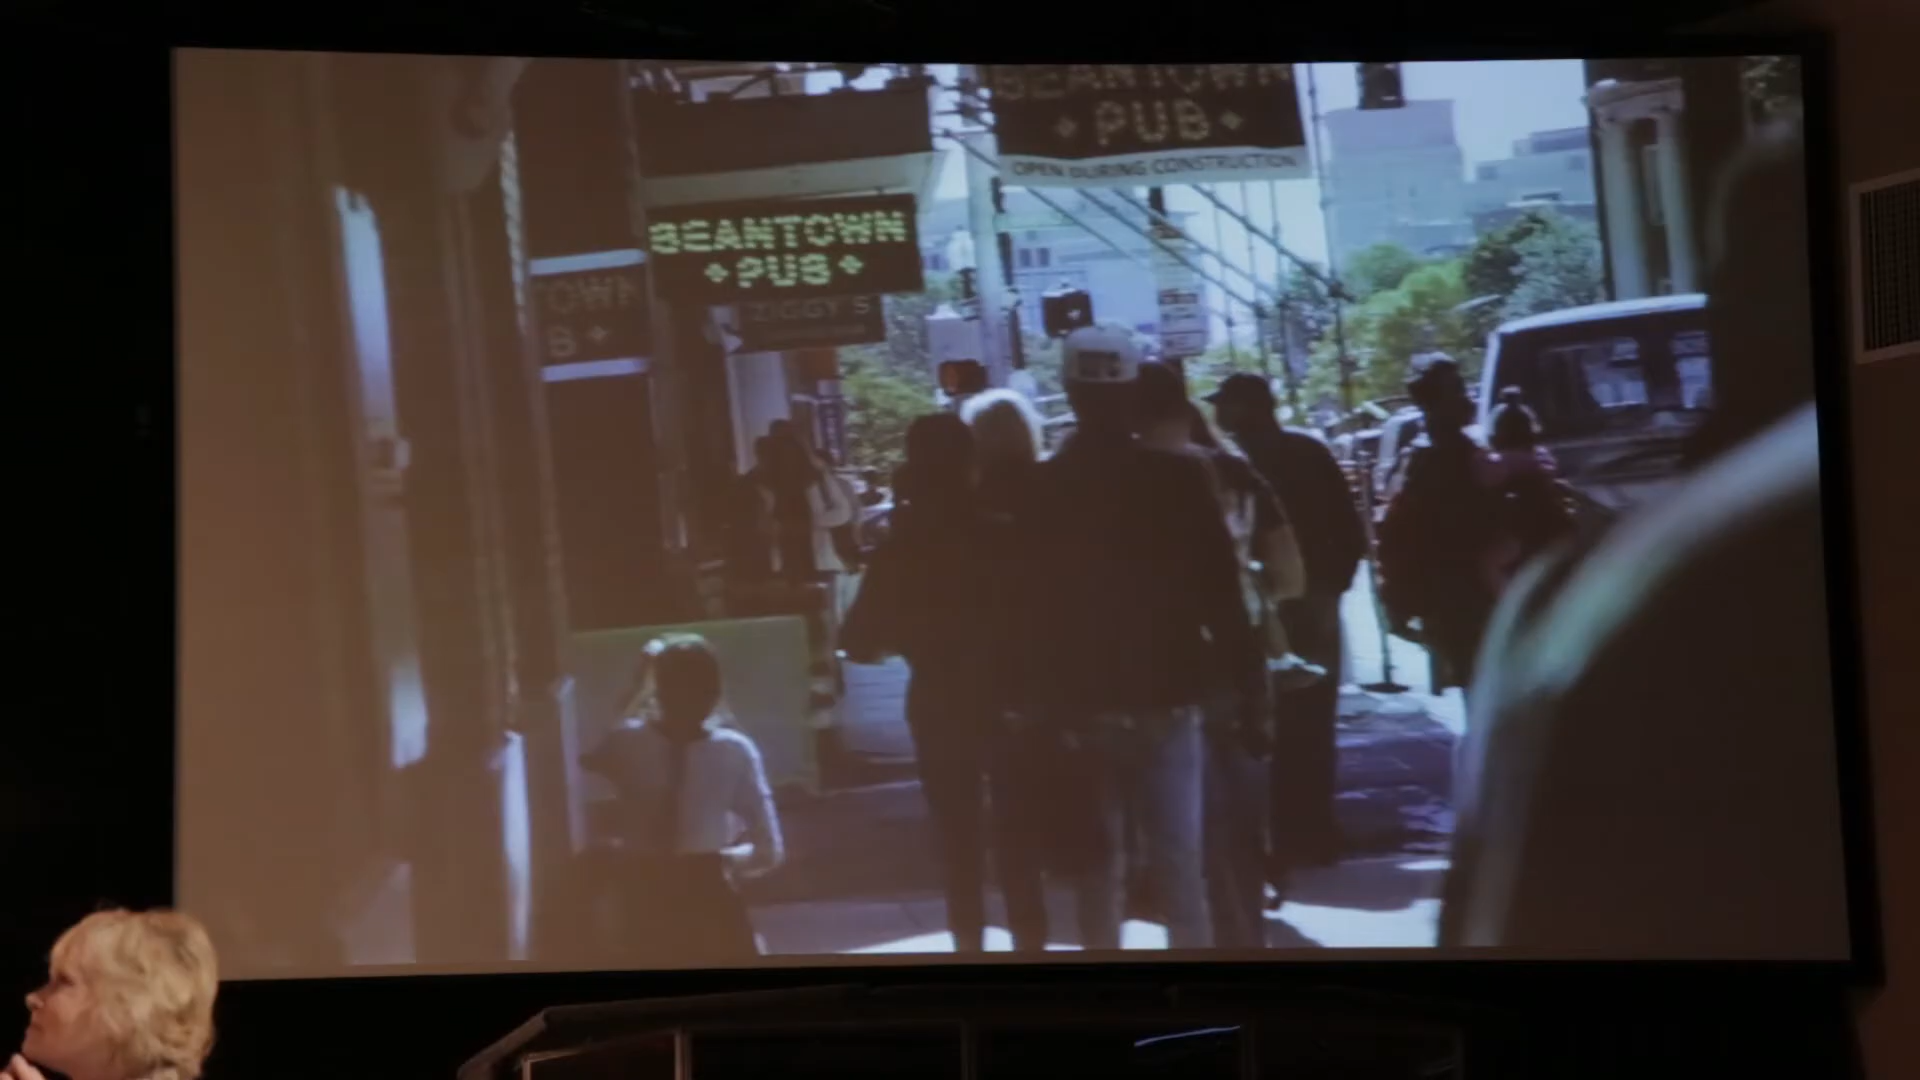 BEANTOWN
PUB
OPEN DURING CONSTRUCTION
BEANTOWN
PUB
ZIGGY'S
TOWN
B